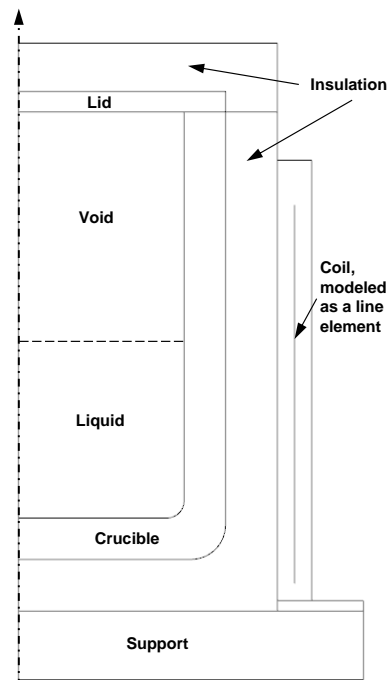 Insulation
Lid
Void
Coil,
modeled
as a line
element
Liquid
Crucible
Support